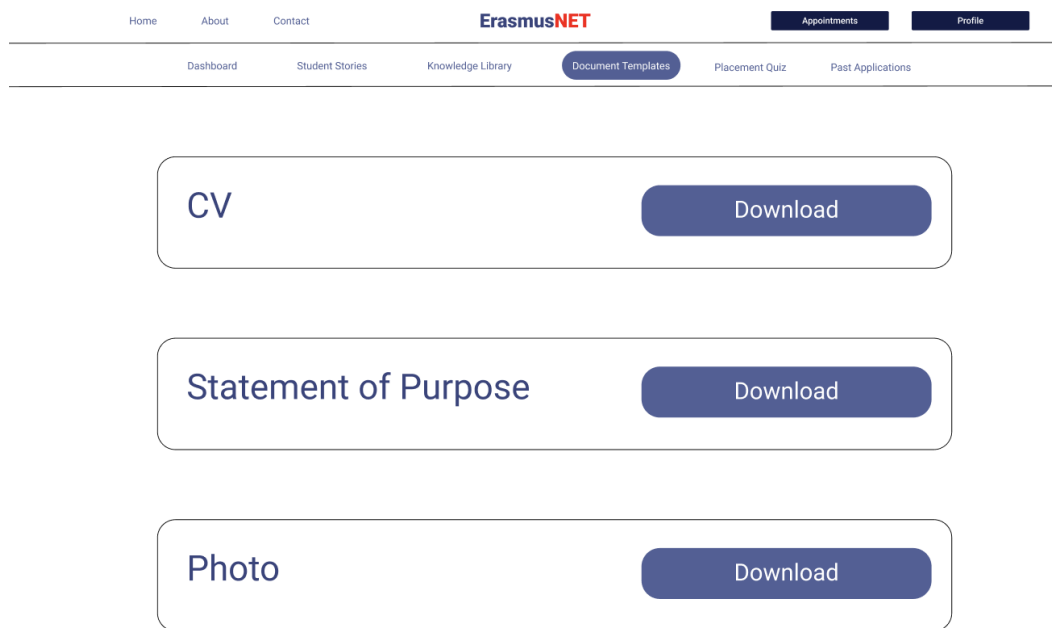 Home About Contact ErasmusNET Appointments Profile
Dashboard Student Stories Knowledge Library Document Templates Placement Quiz Past Applications
CV Download
Statement of Purpose Download
Photo Download